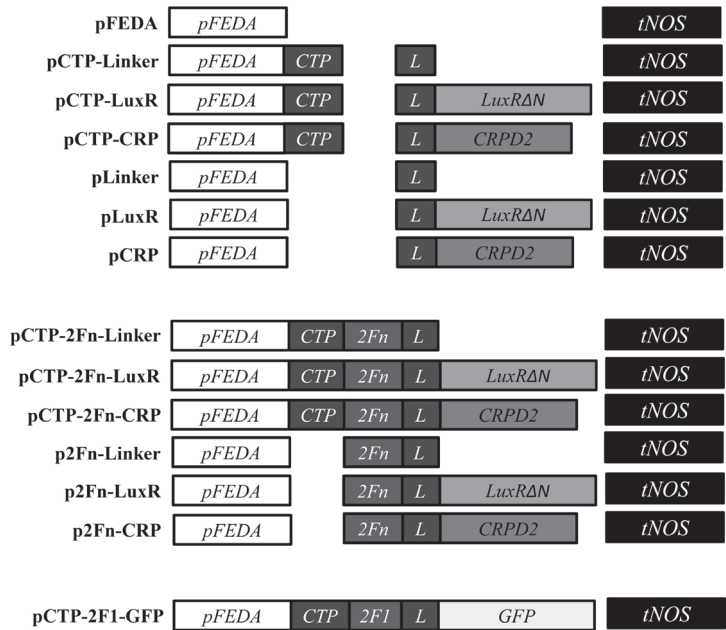 pFEDA pFEDA tNOS
pCTP-Linker pFEDA CTP L tNOS
pCTP-LuxR pFEDA CTP L LuxRΔN tNOS
pCTP-CRP pFEDA CTP L CRPD2 tNOS
pLinker pFEDA L tNOS
pLuxR pFEDA L LuxRΔN tNOS
pCRP pFEDA L CRPD2 tNOS
pCTP-2Fn-Linker pFEDA CTP 2Fn L tNOS
pCTP-2Fn-LuxR pFEDA CTP 2Fn L LuxRΔN tNOS
pCTP-2Fn-CRP pFEDA CTP 2Fn L CRPD2 tNOS
p2Fn-Linker pFEDA 2Fn L tNOS
p2Fn-LuxR pFEDA 2Fn L LuxRΔN tNOS
p2Fn-CRP pFEDA 2Fn L CRPD2 tNOS
pCTP-2F1-GFP pFEDA CTP 2F1 L GFP tNOS